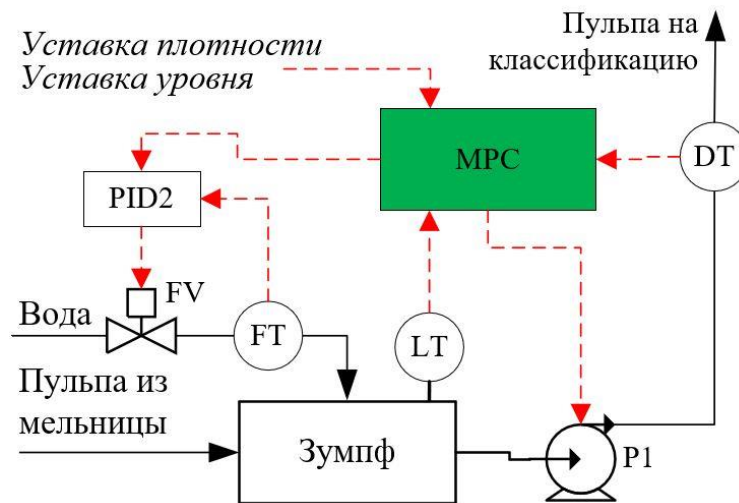 Пульпа на
классификацию
Уставка плотности
Уставка уровня
MPC
DT
PID2
FV
Вода
FT
LT
Пульпа из
мельницы
Зумпф
P1